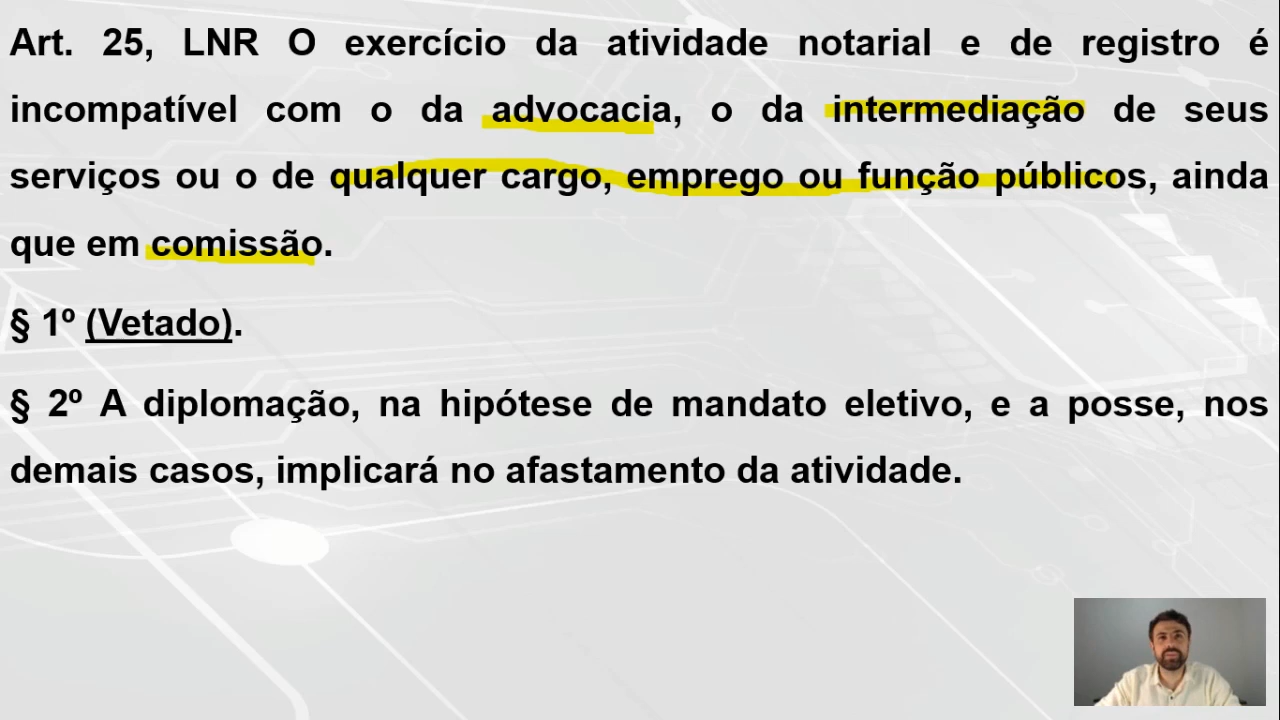 Art. 25, LNR O exercício da atividade notarial e de registro é
incompatível com o da advocacia, o da intermediação de seus
serviços ou o de qualquer cargo, emprego ou função públicos, ainda
que em comissão.
§ 1º (Vetado).
§ 2º A diplomação, na hipótese de mandato eletivo, e a posse, nos
demais casos, implicará no afastamento da atividade.